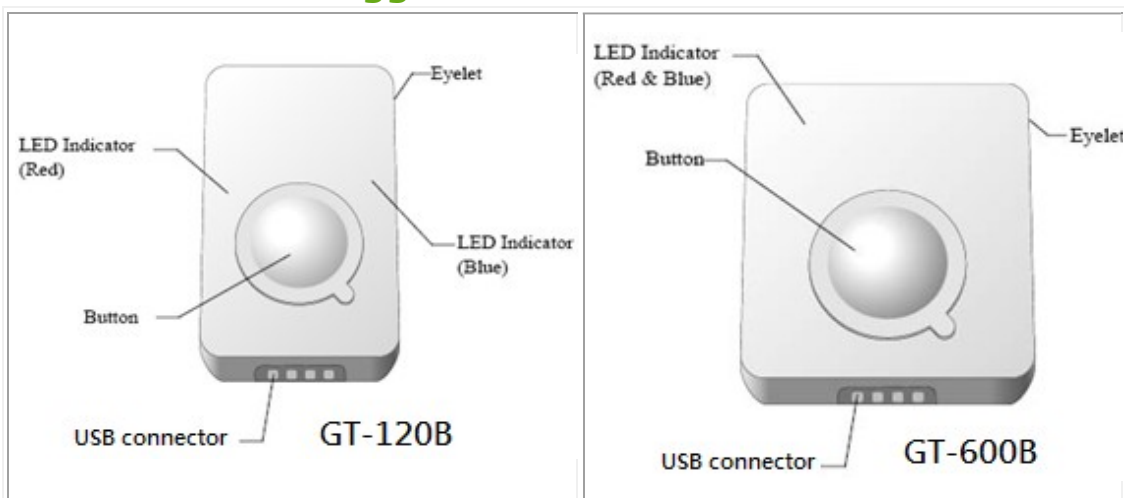 gg
Eyelet
LED Indicator
(Red)
LED Indicator
(Blue)
Button
USB connector
GT-120B
LED Indicator
(Red & Blue)
Button
Eyelet
USB connector
GT-600B